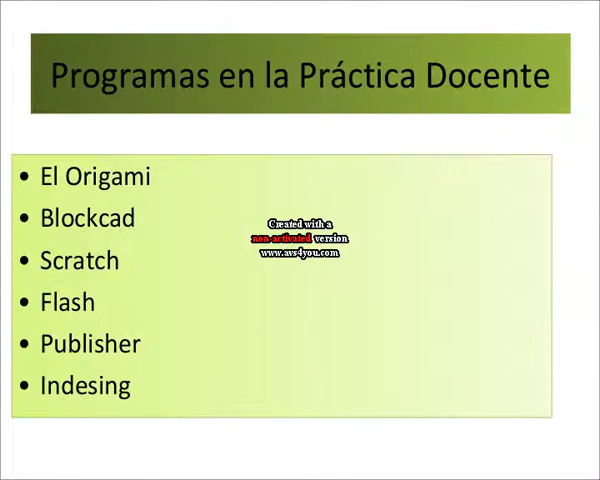 Programas en la Práctica Docente
• El Origami
• Blockcad
• Scratch
• Flash
• Publisher
• Indesing
Created with a
non-activated version
www.avs4you.com